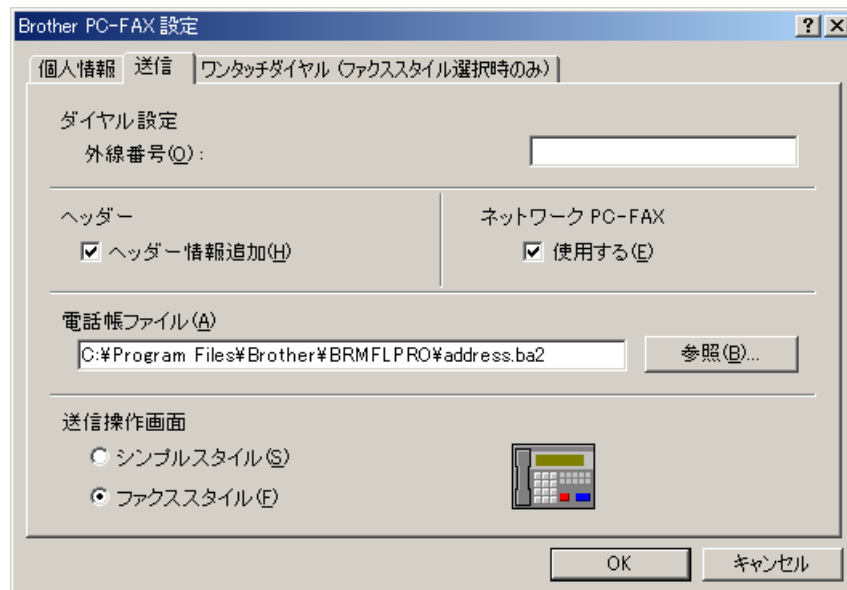 Brother PC-FAX 設定
個人情報 送信 ワンタッチダイヤル (ファクススタイル選択時のみ)
ダイヤル設定
外線番号(O):
ヘッダー
ヘッダー情報追加(H)
ネットワーク PC-FAX
使用する(E)
電話帳ファイル(A)
C:¥Program Files¥Brother¥BRMFLPRO¥address.ba2
参照(B)...
送信操作画面
シンプルスタイル(S)
ファクススタイル(F)
OK キャンセル